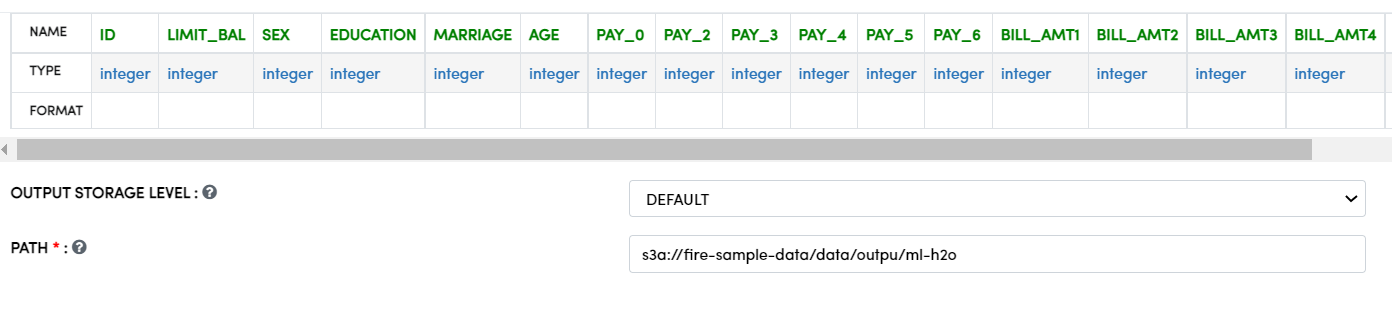 NAME ID LIMIT_BAL SEX EDUCATION MARRIAGE AGE PAY_0 PAY_2 PAY_3 PAY_4 PAY_5 PAY_6 BILL_AMT1 BILL_AMT2 BILL_AMT3 BILL_AMT4
TYPE integer integer integer integer integer integer integer integer integer integer integer integer integer integer integer integer
FORMAT
OUTPUT STORAGE LEVEL : ? DEFAULT
PATH * : ? s3a://fire-sample-data/data/outpu/ml-h2o